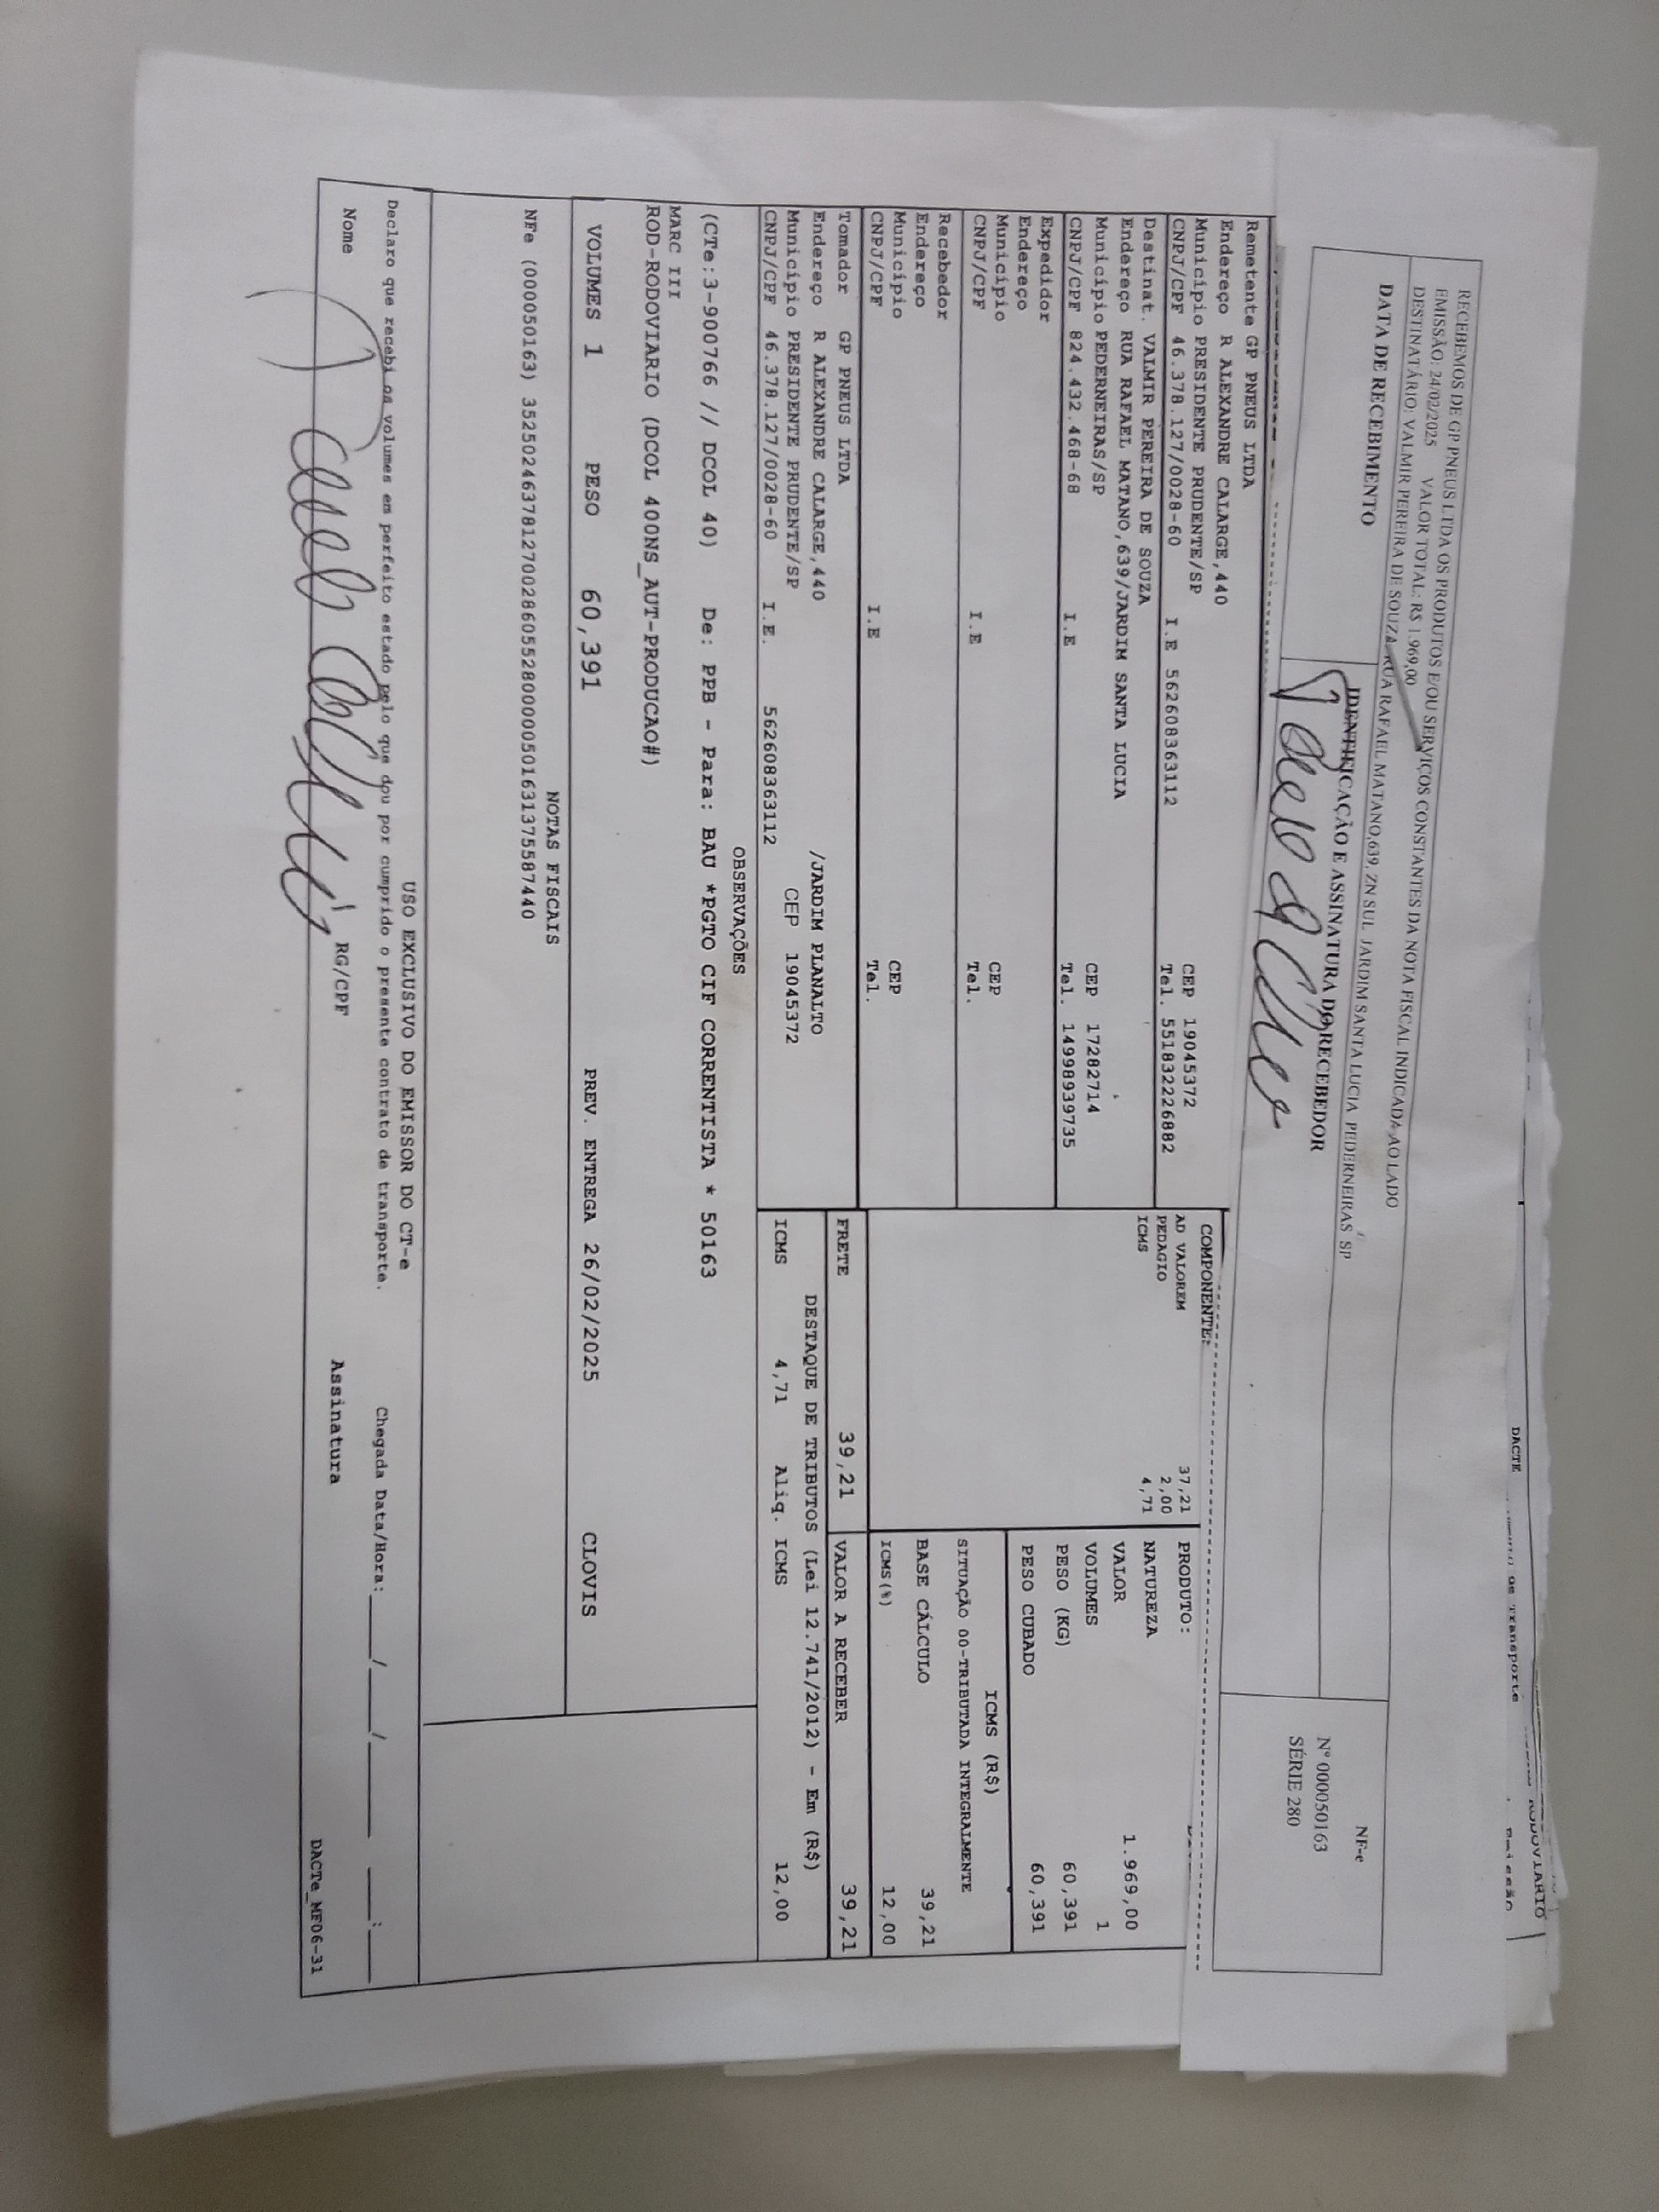 RECEBEMOS DE GP PNEUS LTDA OS PRODUTOS E/OU SERVIÇOS CONSTANTES DA NOTA FISCAL INDICADA AO LADO
EMISSÃO: 24/02/2025 VALOR TOTAL: R$ 1.969,00
DESTINATÁRIO: VALMIR PEREIRA DE SOUZA, RUA RAFAEL MATANO,639, ZN SUL JARDIM SANTA LUCIA PEDERNEIRAS SP
DATA DE RECEBIMENTO
IDENTIFICAÇÃO E ASSINATURA DO RECEBEDOR
NF-e
Nº 000050163
SÉRIE 280
DACTE
de Transporte
RODOVIARIO
Remetente GP PNEUS LTDA
Endereço R ALEXANDRE CALARGE,440
Município PRESIDENTE PRUDENTE/SP CEP 19045372
CNPJ/CPF 46.378.127/0028-60 I.E 562608363112 Tel. 551832226882
Destinat. VALMIR PEREIRA DE SOUZA
Endereço RUA RAFAEL MATANO,639/JARDIM SANTA LUCIA
Município PEDERNEIRAS/SP CEP 17282714
CNPJ/CPF 824.432.468-68 I.E Tel. 14998939735
Expedidor
Endereço
Município CEP
CNPJ/CPF I.E Tel.
Recebedor
Endereço
Município CEP
CNPJ/CPF I.E Tel.
Tomador GP PNEUS LTDA
Endereço R ALEXANDRE CALARGE,440 /JARDIM PLANALTO
Município PRESIDENTE PRUDENTE/SP CEP 19045372
CNPJ/CPF 46.378.127/0028-60 I.E. 562608363112
COMPONENTE:
AD VALOREM 37,21
PEDAGIO 2,00
ICMS 4,71
PRODUTO:
NATUREZA
VALOR 1.969,00
VOLUMES 1
PESO (KG) 60,391
PESO CUBADO 60,391
ICMS (R$)
SITUAÇÃO 00-TRIBUTADA INTEGRALMENTE
BASE CÁLCULO 39,21
ICMS(%) 12,00
FRETE 39,21 VALOR A RECEBER 39,21
DESTAQUE DE TRIBUTOS (Lei 12.741/2012) - Em (R$)
ICMS 4,71 Aliq. ICMS 12,00
OBSERVAÇÕES
(CTe:3-900766 // DCOL 40) De: PPB - Para: BAU *PGTO CIF CORRENTISTA * 50163
MARC III
ROD-RODOVIARIO (DCOL 400NS_AUT-PRODUCAO#)
VOLUMES 1 PESO 60,391 PREV. ENTREGA 26/02/2025 CLOVIS
NOTAS FISCAIS
NFe (000050163) 35250246378127002860552800000501631375587440
USO EXCLUSIVO DO EMISSOR DO CT-e
Declaro que recebi os volumes em perfeito estado pelo que dou por cumprido o presente contrato de transporte. Chegada Data/Hora: ____/____/______ ___:___
Nome RG/CPF Assinatura
DACTe_MF06-31